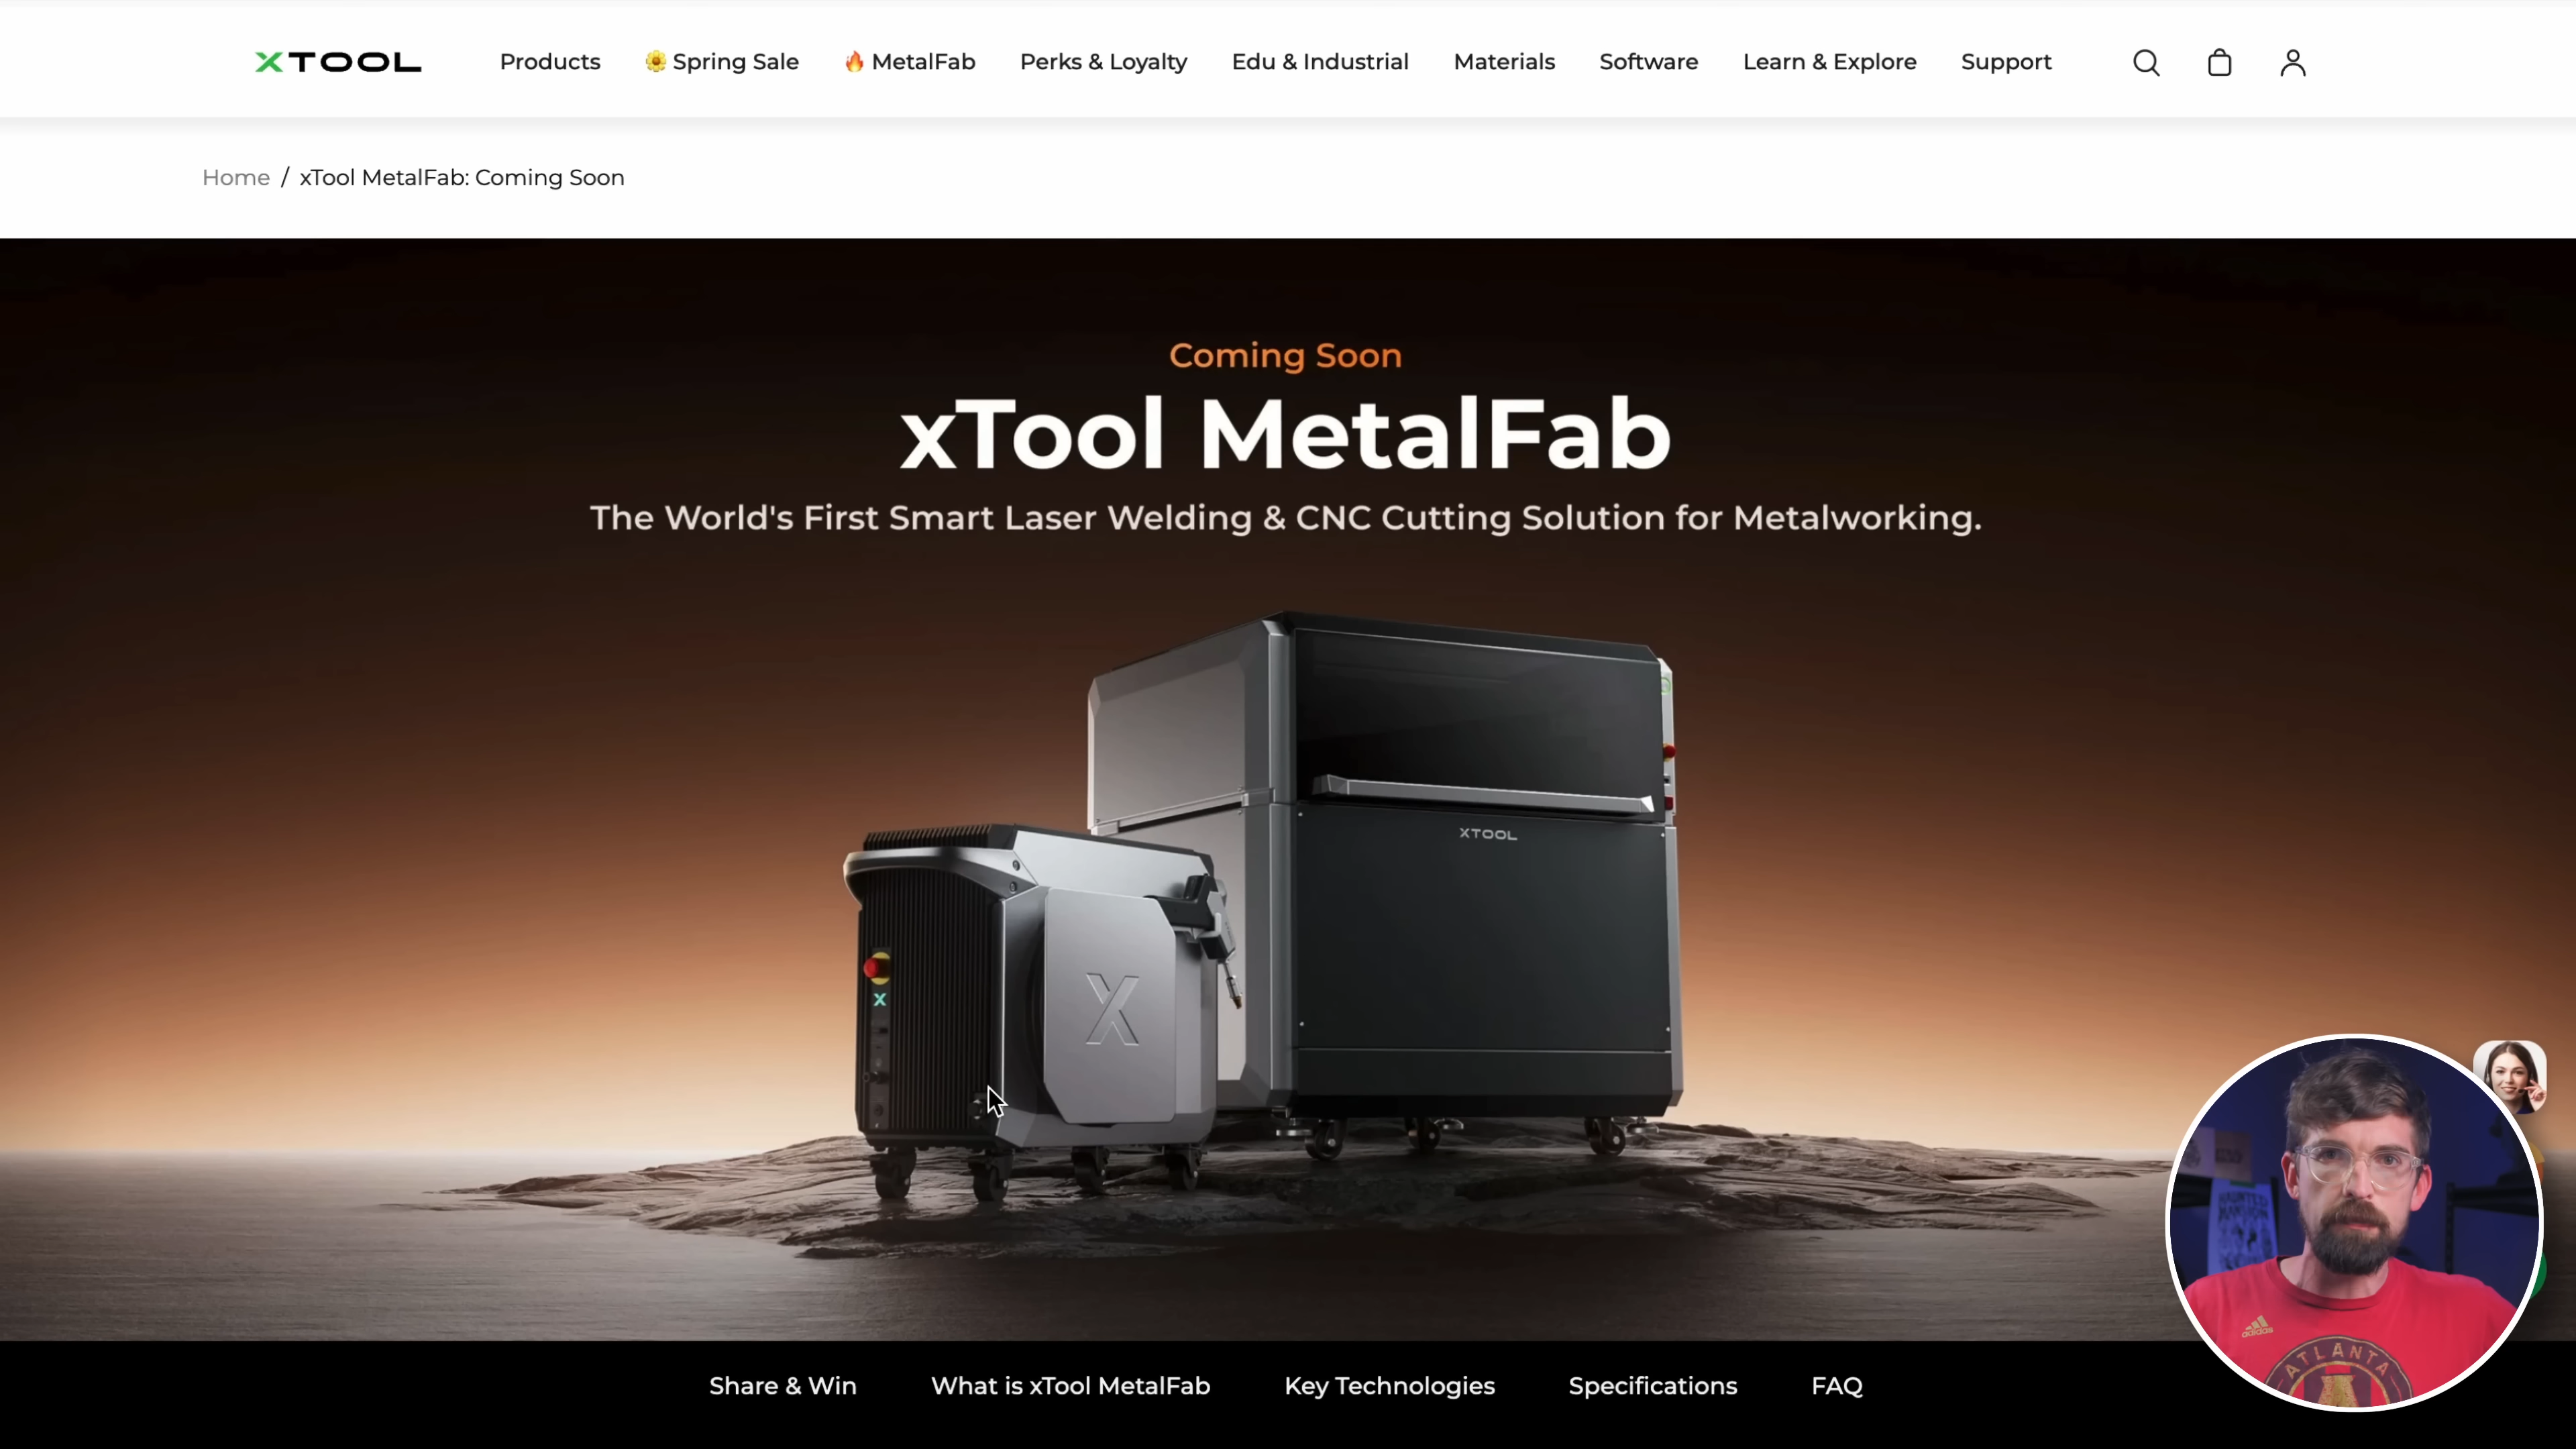 XTOOL
Products
Spring Sale
MetalFab
Perks & Loyalty
Edu & Industrial
Materials
Software
Learn & Explore
Support
Home / xTool MetalFab: Coming Soon
Coming Soon
xTool MetalFab
The World's First Smart Laser Welding & CNC Cutting Solution for Metalworking.
XTOOL
X
X
adidas
ATLANTA
Share & Win
What is xTool MetalFab
Key Technologies
Specifications
FAQ